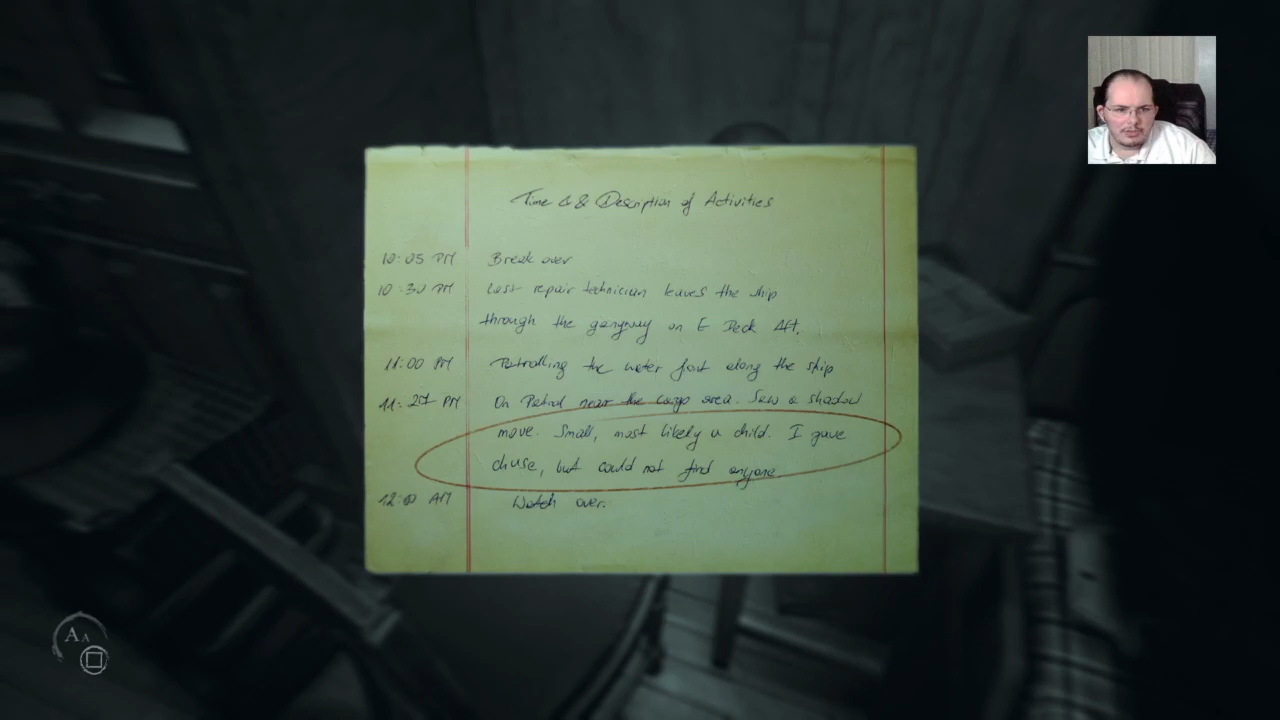 Time & Description of Activities
10:05 PM Break over
10:30 PM Last repair technician leaves the ship
through the gangway on E Deck Aft.
11:00 PM Patrolling the water font along the ship
11:27 PM On Patrol near the cargo area. Saw a shadow
move. Small, most likely a child. I gave
chase, but could not find anyone
12:00 AM Watch over.
AA